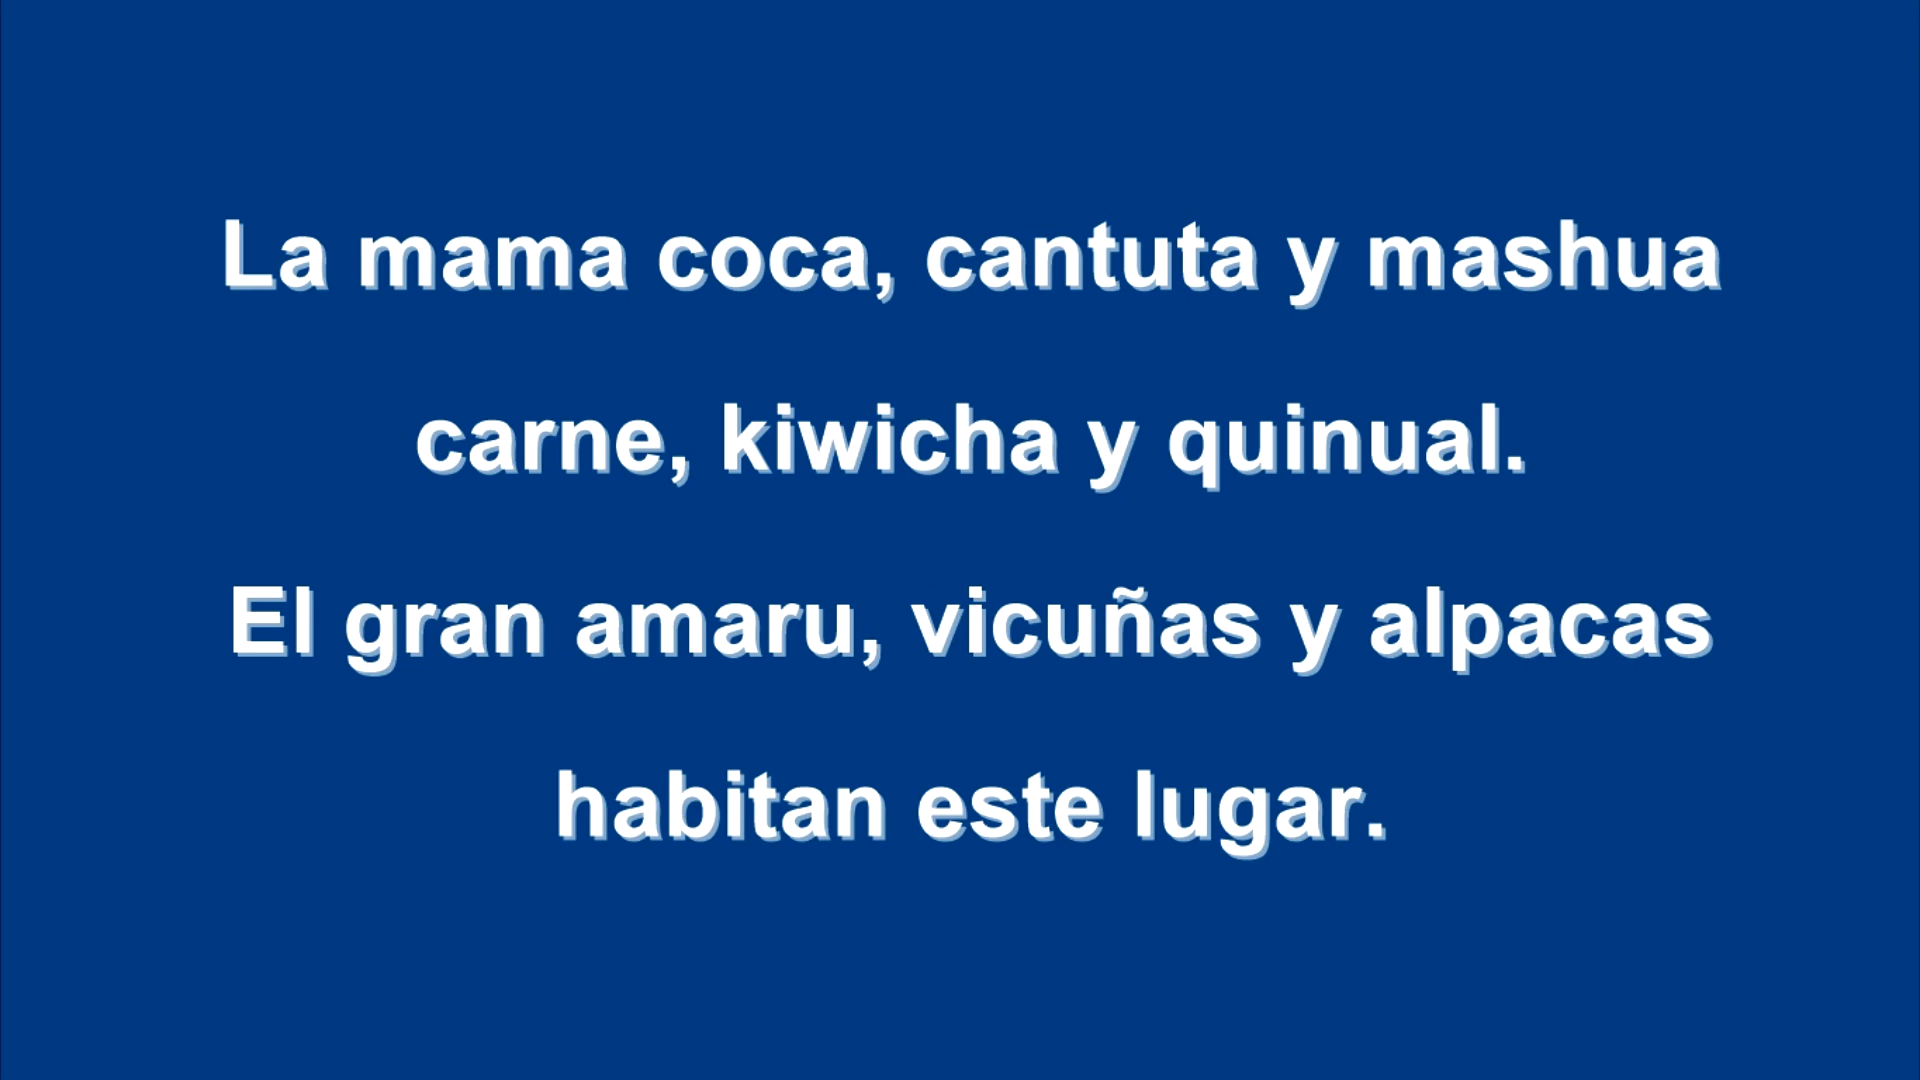 La mama coca, cantuta y mashua
carne, kiwicha y quinual.
El gran amaru, vicuñas y alpacas
habitan este lugar.